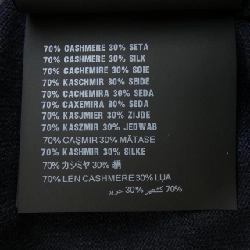 70% CASHMERE 30% SETA
70% CASHMERE 30% SILK
70% CACHEMIRE 30% SOIE
70% KASCHMIR 30% SEIDE
70% CACHEMIRA 30% SEDA
70% CAXEMIRA 30% SEDA
70% KASJMIER 30% ZIJDE
70% KASZMIR 30% JEDWAB
70% CAŞMIR 30% MĂTASE
70% KASHMIR 30% SILKE
70% カシミヤ 30% 絹
70% LEN CASHMERE 30% LỤA
70% 30%